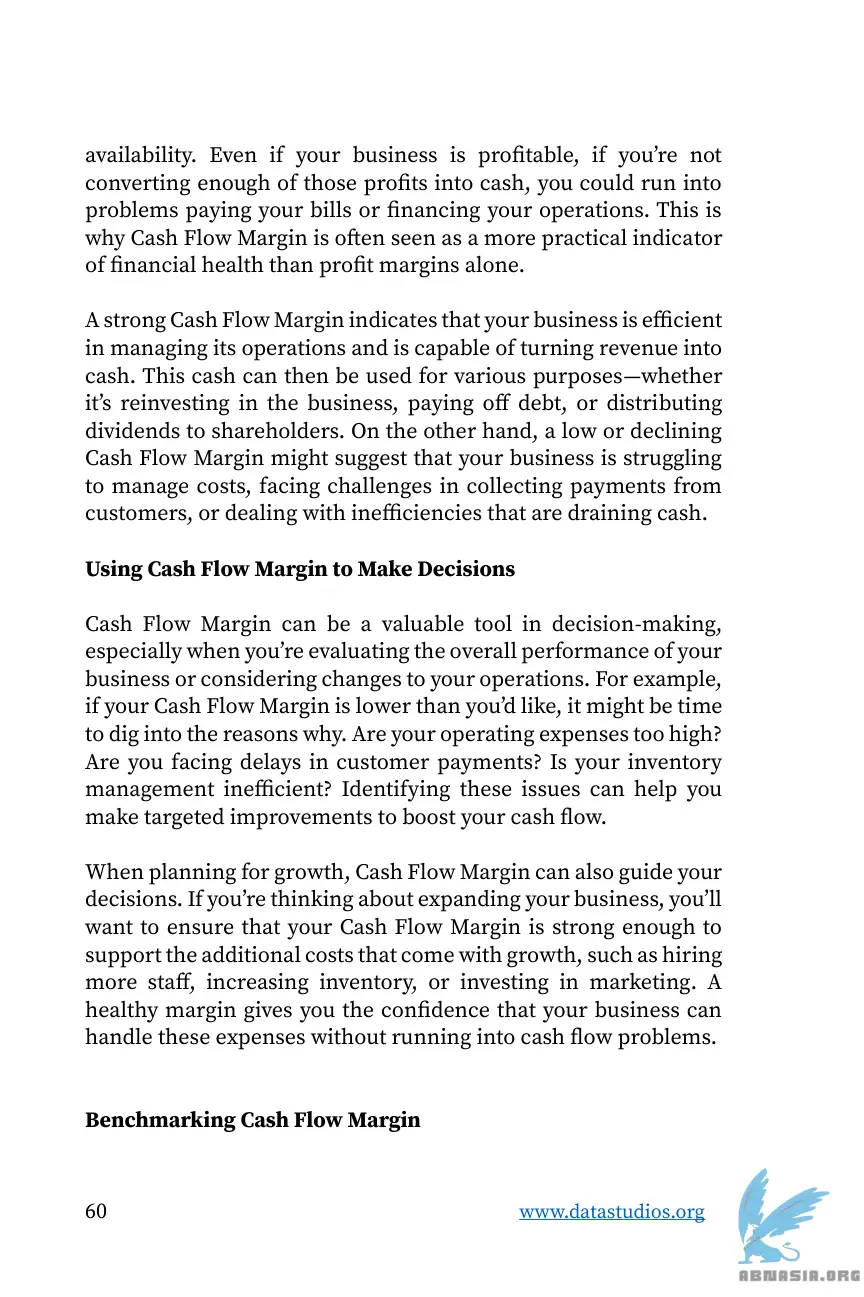 availability. Even if your business is profitable, if you’re not
converting enough of those profits into cash, you could run into
problems paying your bills or financing your operations. This is
why Cash Flow Margin is often seen as a more practical indicator
of financial health than profit margins alone.
A strong Cash Flow Margin indicates that your business is efficient
in managing its operations and is capable of turning revenue into
cash. This cash can then be used for various purposes—whether
it’s reinvesting in the business, paying off debt, or distributing
dividends to shareholders. On the other hand, a low or declining
Cash Flow Margin might suggest that your business is struggling
to manage costs, facing challenges in collecting payments from
customers, or dealing with inefficiencies that are draining cash.
Using Cash Flow Margin to Make Decisions
Cash Flow Margin can be a valuable tool in decision-making,
especially when you’re evaluating the overall performance of your
business or considering changes to your operations. For example,
if your Cash Flow Margin is lower than you’d like, it might be time
to dig into the reasons why. Are your operating expenses too high?
Are you facing delays in customer payments? Is your inventory
management inefficient? Identifying these issues can help you
make targeted improvements to boost your cash flow.
When planning for growth, Cash Flow Margin can also guide your
decisions. If you’re thinking about expanding your business, you’ll
want to ensure that your Cash Flow Margin is strong enough to
support the additional costs that come with growth, such as hiring
more staff, increasing inventory, or investing in marketing. A
healthy margin gives you the confidence that your business can
handle these expenses without running into cash flow problems.
Benchmarking Cash Flow Margin
60 www.datastudios.org
ABNASIA.ORG